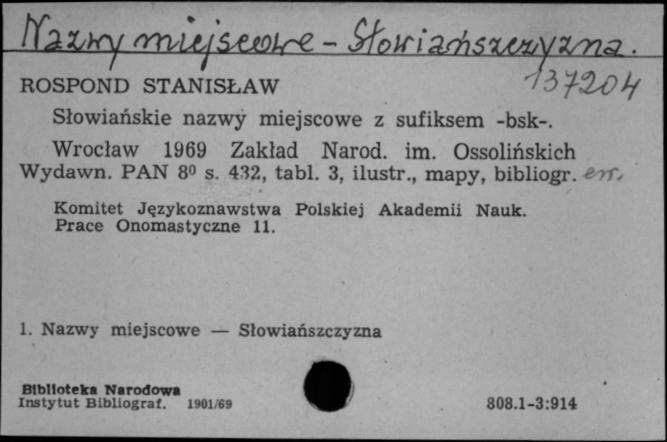 Nazwy miejscowe - Słowiańszczyzna.
137204
ROSPOND STANISŁAW
Słowiańskie nazwy miejscowe z sufiksem -bsk-.
Wrocław 1969 Zakład Narod. im. Ossolińskich
Wydawn. PAN 8⁰ s. 432, tabl. 3, ilustr., mapy, bibliogr.
Komitet Językoznawstwa Polskiej Akademii Nauk.
Prace Onomastyczne 11.
1. Nazwy miejscowe — Słowiańszczyzna
Biblioteka Narodowa
Instytut Bibliograf. 1901/69
808.1-3:914